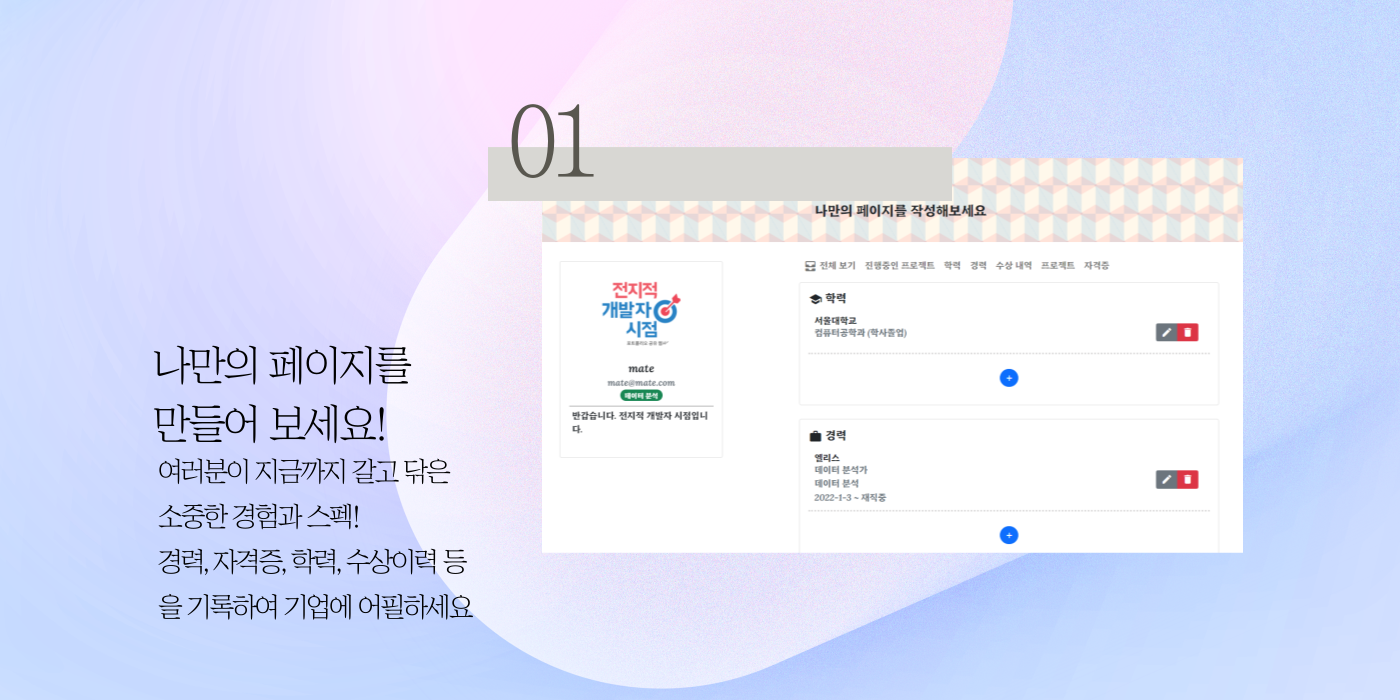 01
나만의 페이지를
만들어 보세요!
여러분이 지금까지 갈고 닦은
소중한 경험과 스펙!
경력, 자격증, 학력, 수상이력 등
을 기록하여 기업에 어필하세요
나만의 페이지를 작성해보세요
전지적
개발자
시점
mate
mate@mate.com
데이터 분석
반갑습니다. 전지적 개발자 시점입니
다.
전체 보기 진행중인 프로젝트 학력 경력 수상 내역 프로젝트 자격증
학력
서울대학교
컴퓨터공학과 (학사졸업)
+
경력
엘리스
데이터 분석가
데이터 분석
2022-1-3 ~ 재직중
+